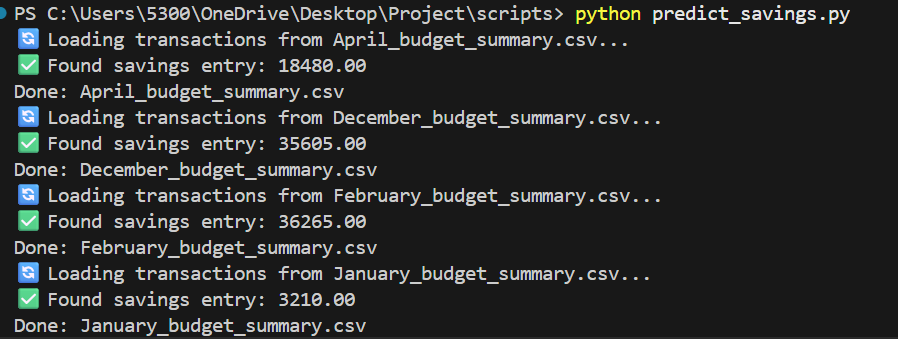 PS C:\Users\5300\OneDrive\Desktop\Project\scripts> python predict_savings.py
🔄 Loading transactions from April_budget_summary.csv...
✅ Found savings entry: 18480.00
Done: April_budget_summary.csv
🔄 Loading transactions from December_budget_summary.csv...
✅ Found savings entry: 35605.00
Done: December_budget_summary.csv
🔄 Loading transactions from February_budget_summary.csv...
✅ Found savings entry: 36265.00
Done: February_budget_summary.csv
🔄 Loading transactions from January_budget_summary.csv...
✅ Found savings entry: 3210.00
Done: January_budget_summary.csv